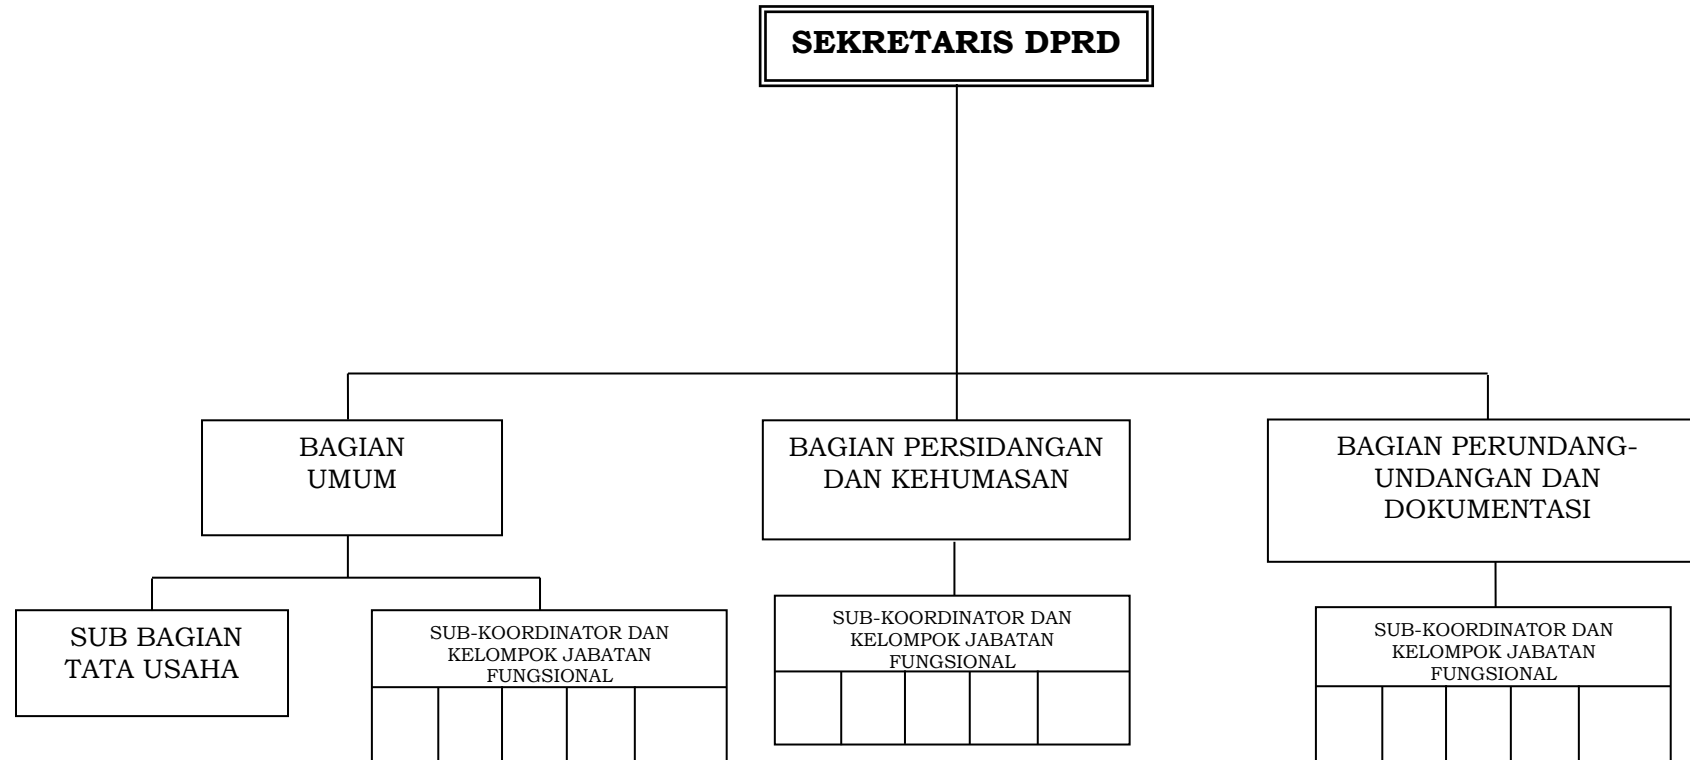 SEKRETARIS DPRD
BAGIAN
UMUM
BAGIAN PERSIDANGAN
DAN KEHUMASAN
BAGIAN PERUNDANG-
UNDANGAN DAN
DOKUMENTASI
SUB BAGIAN
TATA USAHA
SUB-KOORDINATOR DAN
KELOMPOK JABATAN
FUNGSIONAL
SUB-KOORDINATOR DAN
KELOMPOK JABATAN
FUNGSIONAL
SUB-KOORDINATOR DAN
KELOMPOK JABATAN
FUNGSIONAL